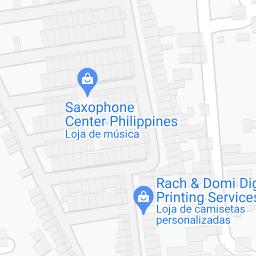 Saxophone
Center Philippines
Loja de música
Rach & Domi Dig
Printing Services
Loja de camisetas
personalizadas